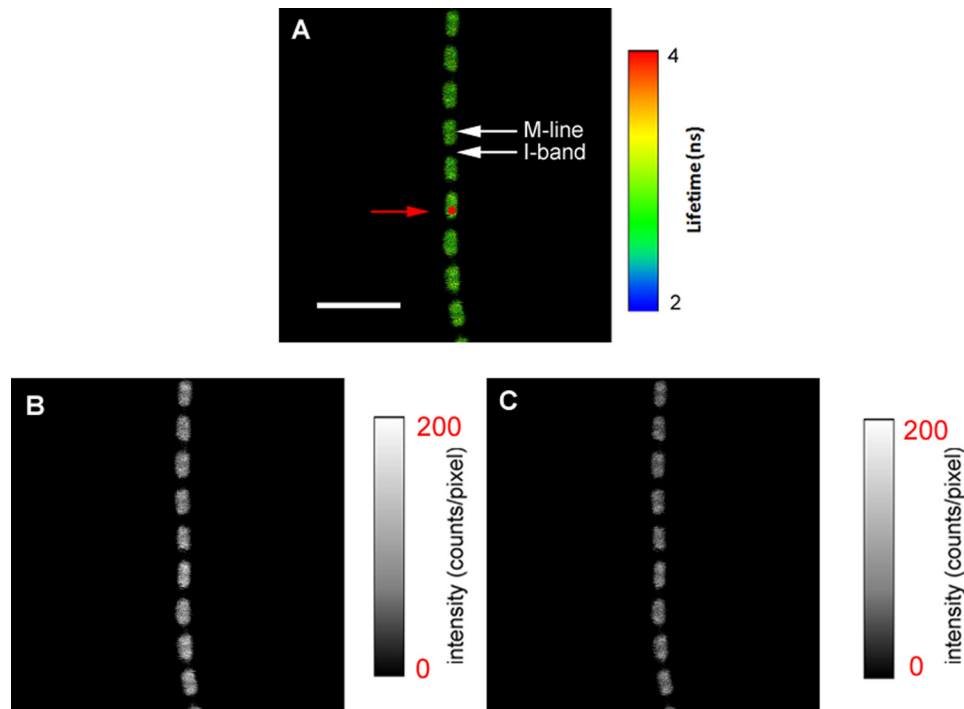 A
M-line
I-band
4
Lifetime (ns)
2
B
200
intensity (counts/pixel)
0
C
200
intensity (counts/pixel)
0